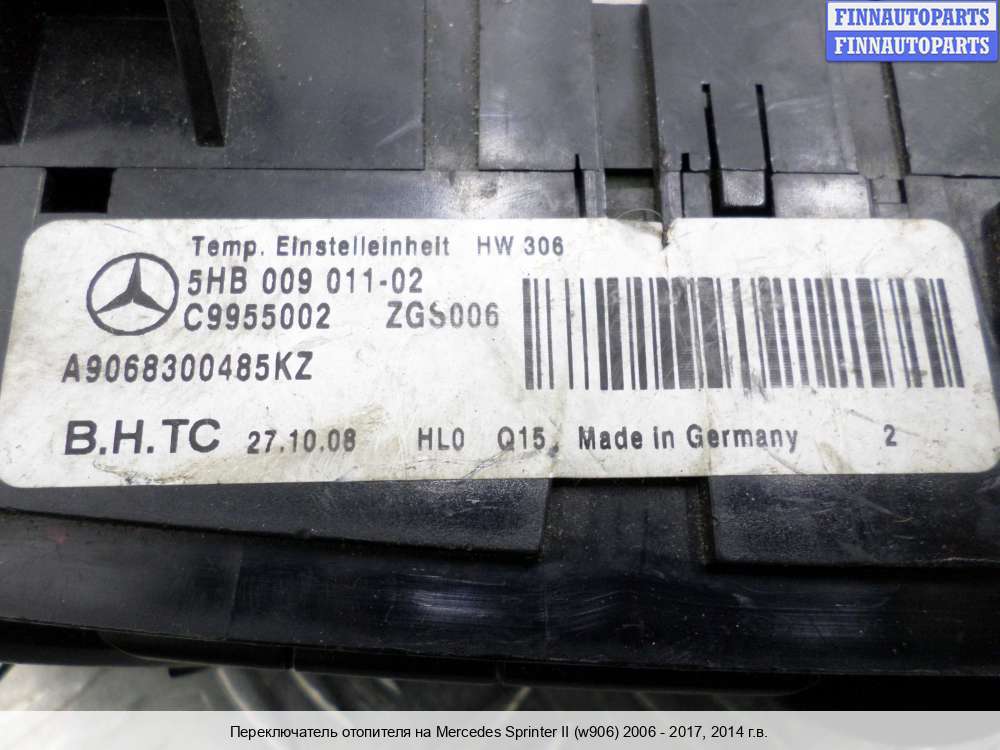 FINNAUTOPARTS
FINNAUTOPARTS
Temp. Einstelleinheit HW 306
5HB 009 011-02
C9955002 ZGS006
A9068300485KZ
B.H.TC 27.10.08 HL0 Q15 Made in Germany 2
Переключатель отопителя на Mercedes Sprinter II (w906) 2006 - 2017, 2014 г.в.